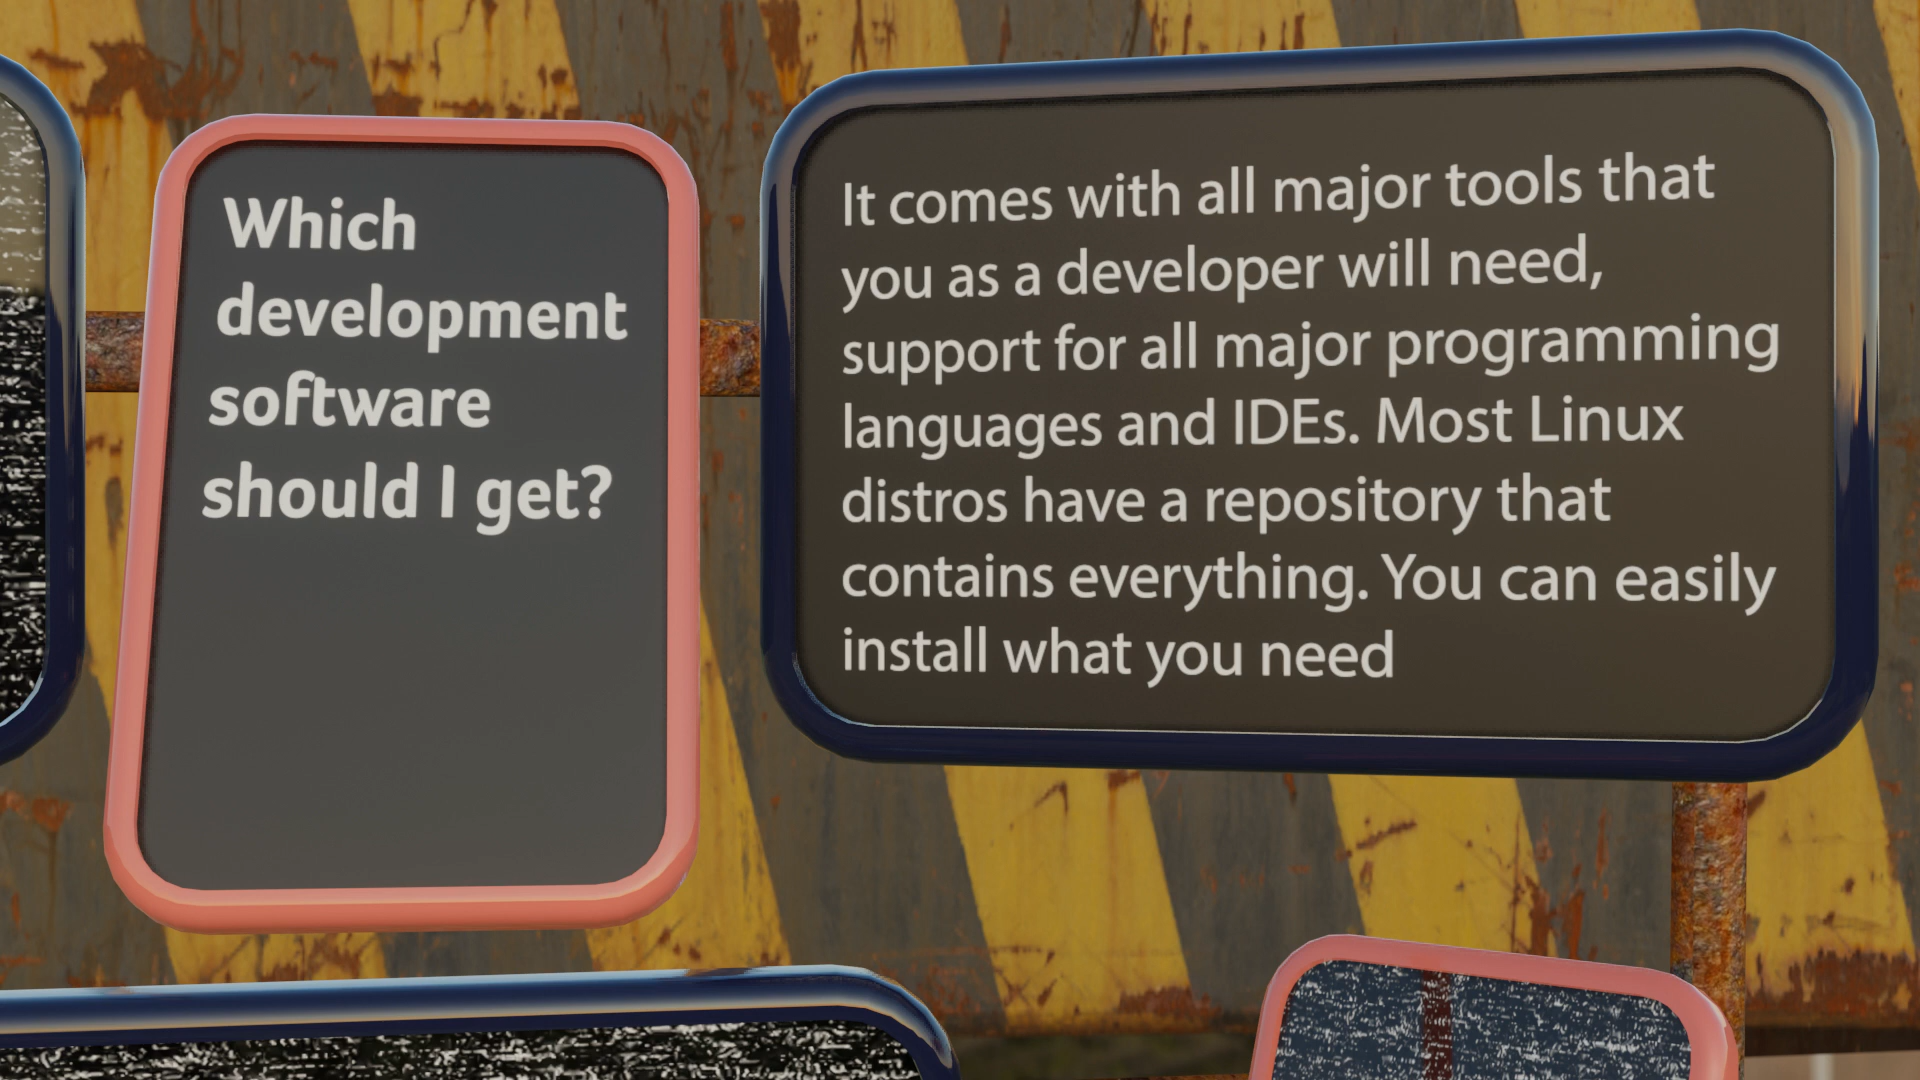 Which
development
software
should I get?
It comes with all major tools that
you as a developer will need,
support for all major programming
languages and IDEs. Most Linux
distros have a repository that
contains everything. You can easily
install what you need